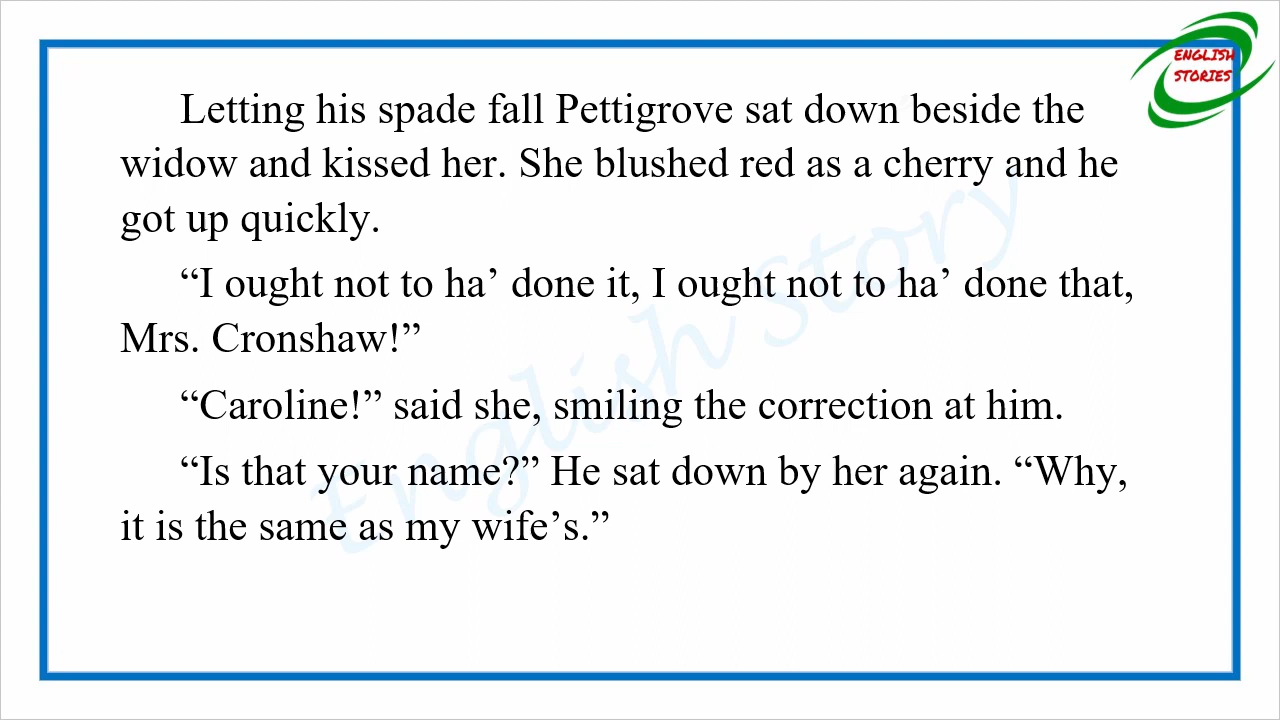 ENGLISH
STORIES
Letting his spade fall Pettigrove sat down beside the
widow and kissed her. She blushed red as a cherry and he
got up quickly.
“I ought not to ha’ done it, I ought not to ha’ done that,
Mrs. Cronshaw!”
“Caroline!” said she, smiling the correction at him.
“Is that your name?” He sat down by her again. “Why,
it is the same as my wife’s.”
English Story